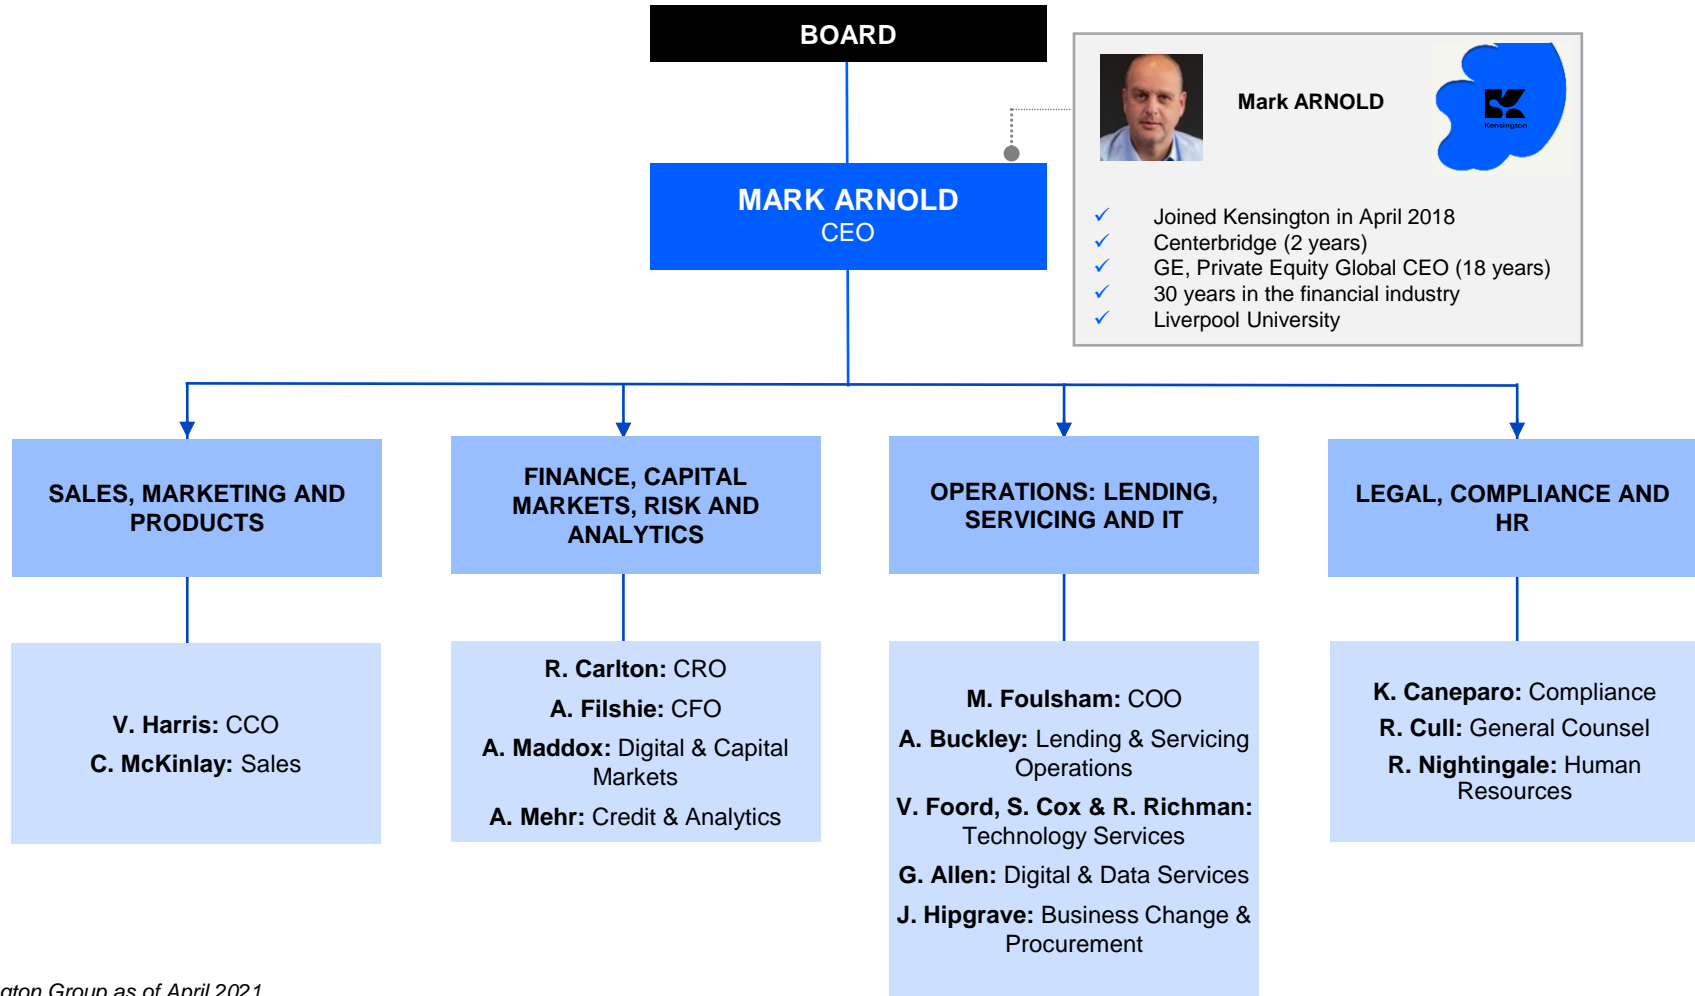 BOARD
Mark ARNOLD
Kensington
MARK ARNOLD
CEO
✓ Joined Kensington in April 2018
✓ Centerbridge (2 years)
✓ GE, Private Equity Global CEO (18 years)
✓ 30 years in the financial industry
✓ Liverpool University
SALES, MARKETING AND
PRODUCTS
FINANCE, CAPITAL
MARKETS, RISK AND
ANALYTICS
OPERATIONS: LENDING,
SERVICING AND IT
LEGAL, COMPLIANCE AND
HR
V. Harris: CCO
C. McKinlay: Sales
R. Carlton: CRO
A. Filshie: CFO
A. Maddox: Digital & Capital
Markets
A. Mehr: Credit & Analytics
M. Foulsham: COO
A. Buckley: Lending & Servicing
Operations
V. Foord, S. Cox & R. Richman:
Technology Services
G. Allen: Digital & Data Services
J. Hipgrave: Business Change &
Procurement
K. Caneparo: Compliance
R. Cull: General Counsel
R. Nightingale: Human
Resources
Group as of April 2021